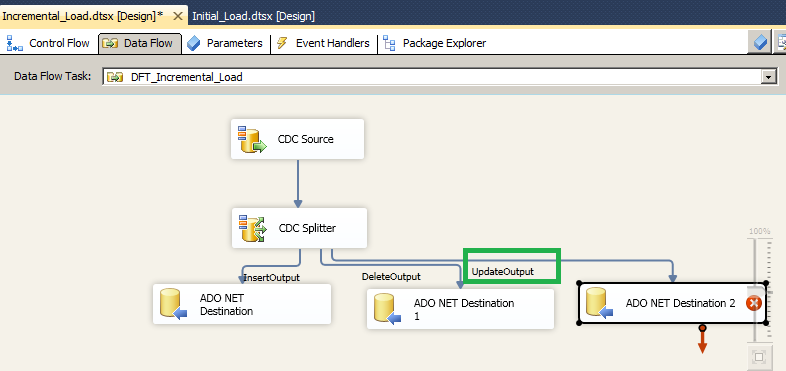 Incremental_Load.dtsx [Design]* × Initial_Load.dtsx [Design]
Control Flow Data Flow Parameters Event Handlers Package Explorer
Data Flow Task: DFT_Incremental_Load
CDC Source
CDC Splitter
100%
InsertOutput DeleteOutput UpdateOutput
ADO NET
Destination
ADO NET Destination
1
ADO NET Destination 2